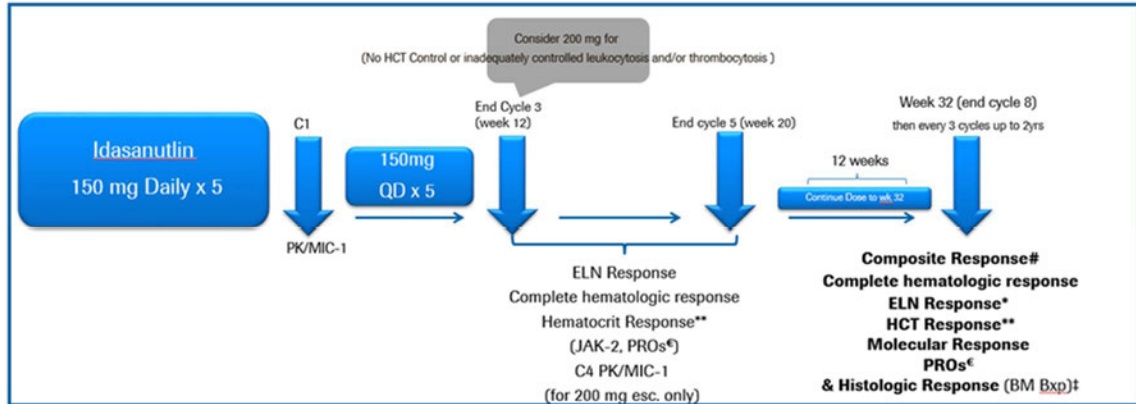 Consider 200 mg for
(No HCT Control or inadequately controlled leukocytosis and/or thrombocytosis )
Idasanutlin
150 mg Daily x 5
C1
PK/MIC-1
150mg
QD x 5
End Cycle 3
(week 12)
End cycle 5 (week 20)
Week 32 (end cycle 8)
then every 3 cycles up to 2yrs
12 weeks
Continue Dose to wk 32
ELN Response
Complete hematologic response
Hematocrit Response**
(JAK-2, PROs€)
C4 PK/MIC-1
(for 200 mg esc. only)
Composite Response#
Complete hematologic response
ELN Response*
HCT Response**
Molecular Response
PROs€
& Histologic Response (BM Bxp)‡